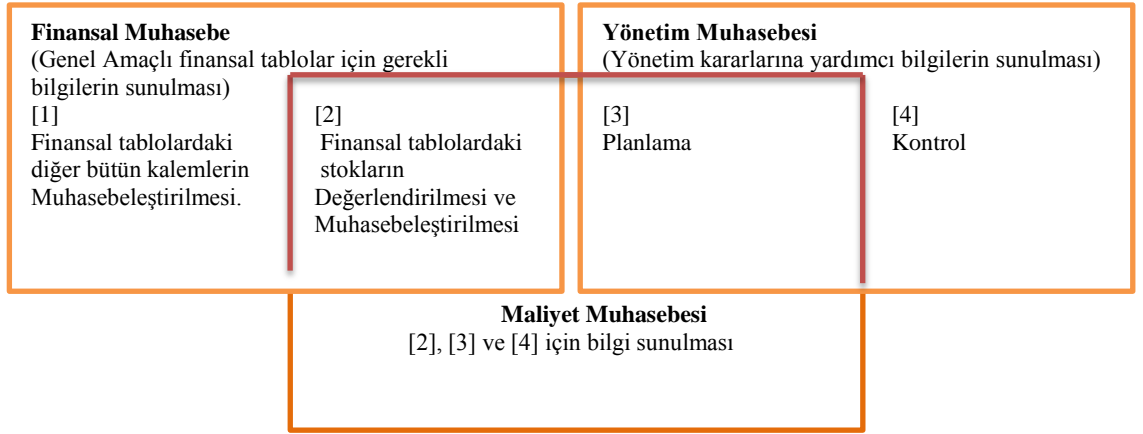 Finansal Muhasebe
(Genel Amaçlı finansal tablolar için gerekli
bilgilerin sunulması)
[1]
Finansal tablolardaki
diğer bütün kalemlerin
Muhasebeleştirilmesi.
[2]
Finansal tablolardaki
stokların
Değerlendirilmesi ve
Muhasebeleştirilmesi
Yönetim Muhasebesi
(Yönetim kararlarına yardımcı bilgilerin sunulması)
[3]
Planlama
[4]
Kontrol
Maliyet Muhasebesi
[2], [3] ve [4] için bilgi sunulması